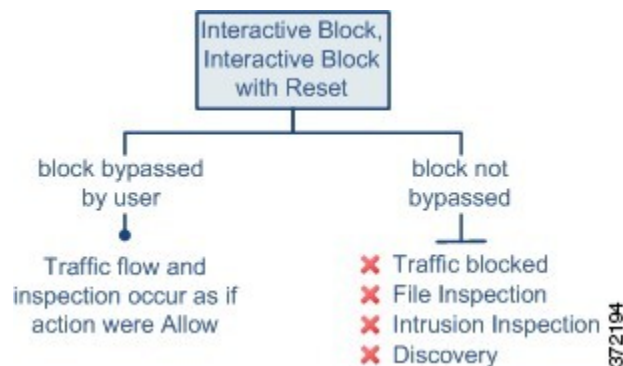 Interactive Block,
Interactive Block
with Reset
block bypassed
by user
block not
bypassed
Traffic flow and
inspection occur as if
action were Allow
Traffic blocked
File Inspection
Intrusion Inspection
Discovery
372194